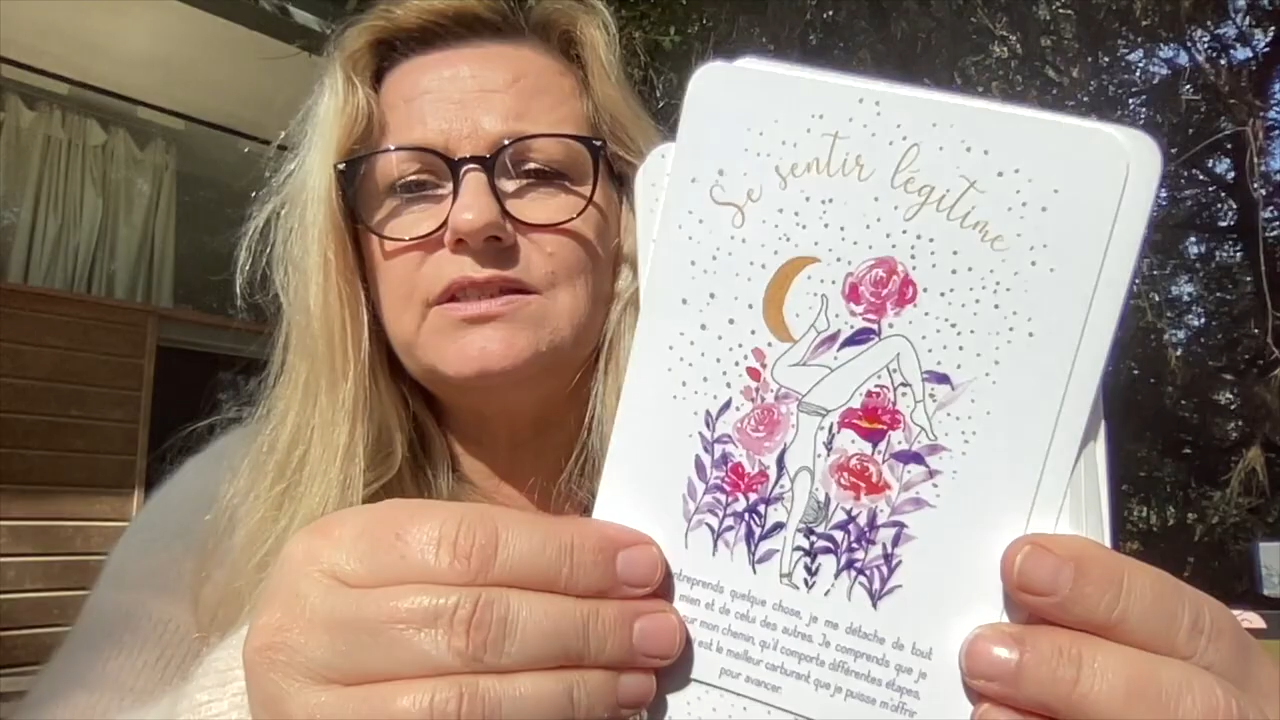 Se sentir légitime
ntreprends quelque chose, je me détache de tout
mien et de celui des autres. Je comprends que je
sur mon chemin, qu'il comporte différentes étapes,
est le meilleur carburant que je puisse m'offrir
pour avancer.